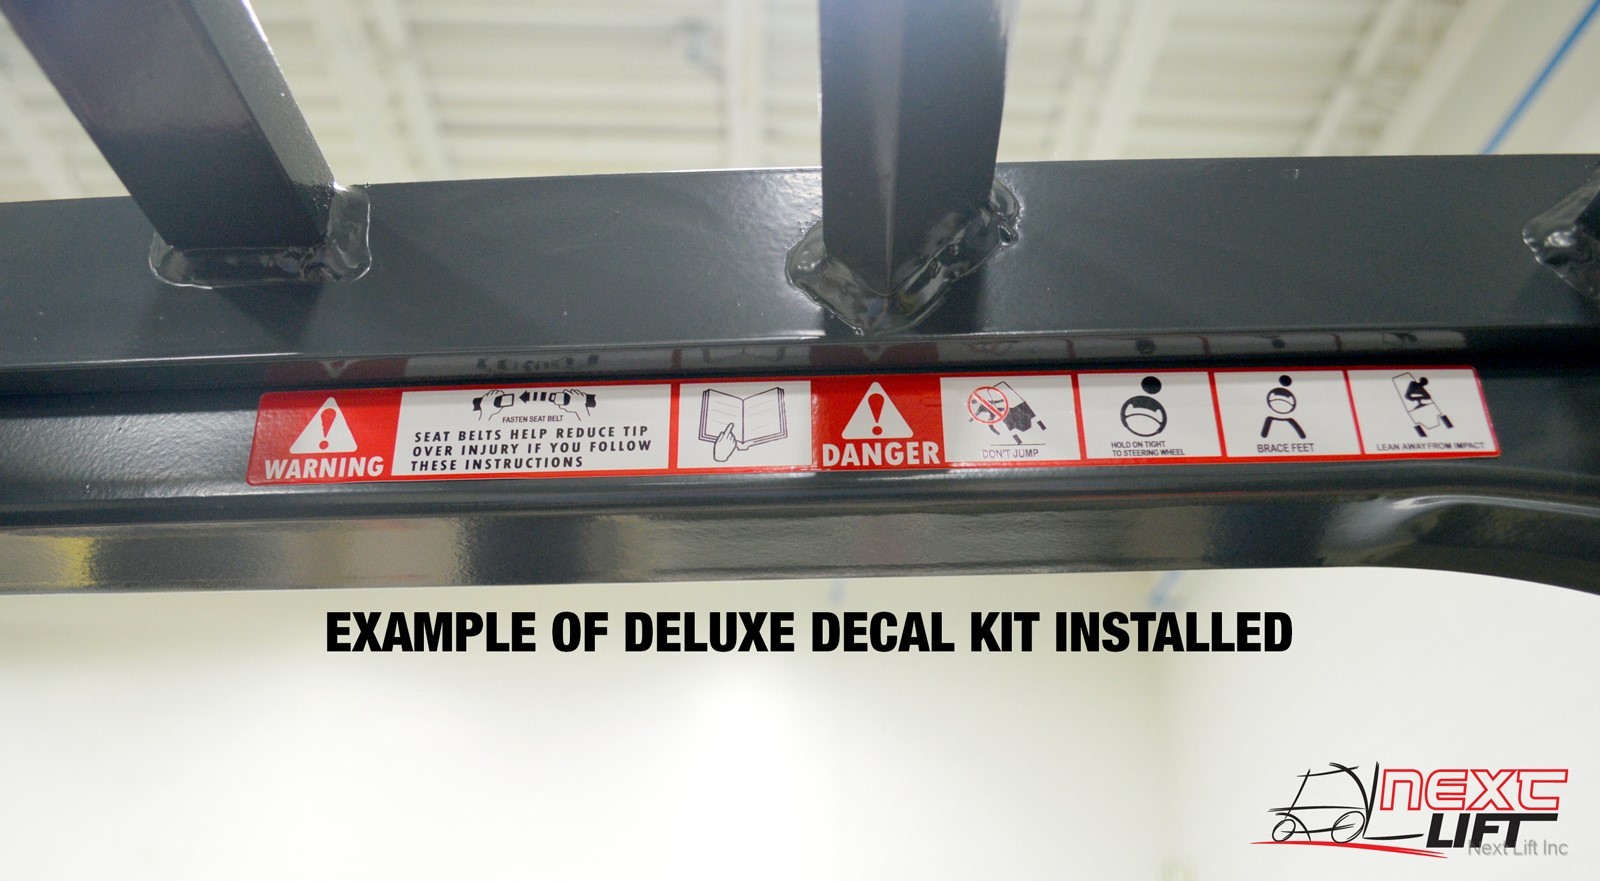 WARNING
FASTEN SEAT BELT
SEAT BELTS HELP REDUCE TIP
OVER INJURY IF YOU FOLLOW
THESE INSTRUCTIONS
DANGER
DON'T JUMP
HOLD ON TIGHT
TO STEERING WHEEL
BRACE FEET
LEAN AWAY FROM IMPACT
EXAMPLE OF DELUXE DECAL KIT INSTALLED
NEXT
LIFT
Next Lift Inc